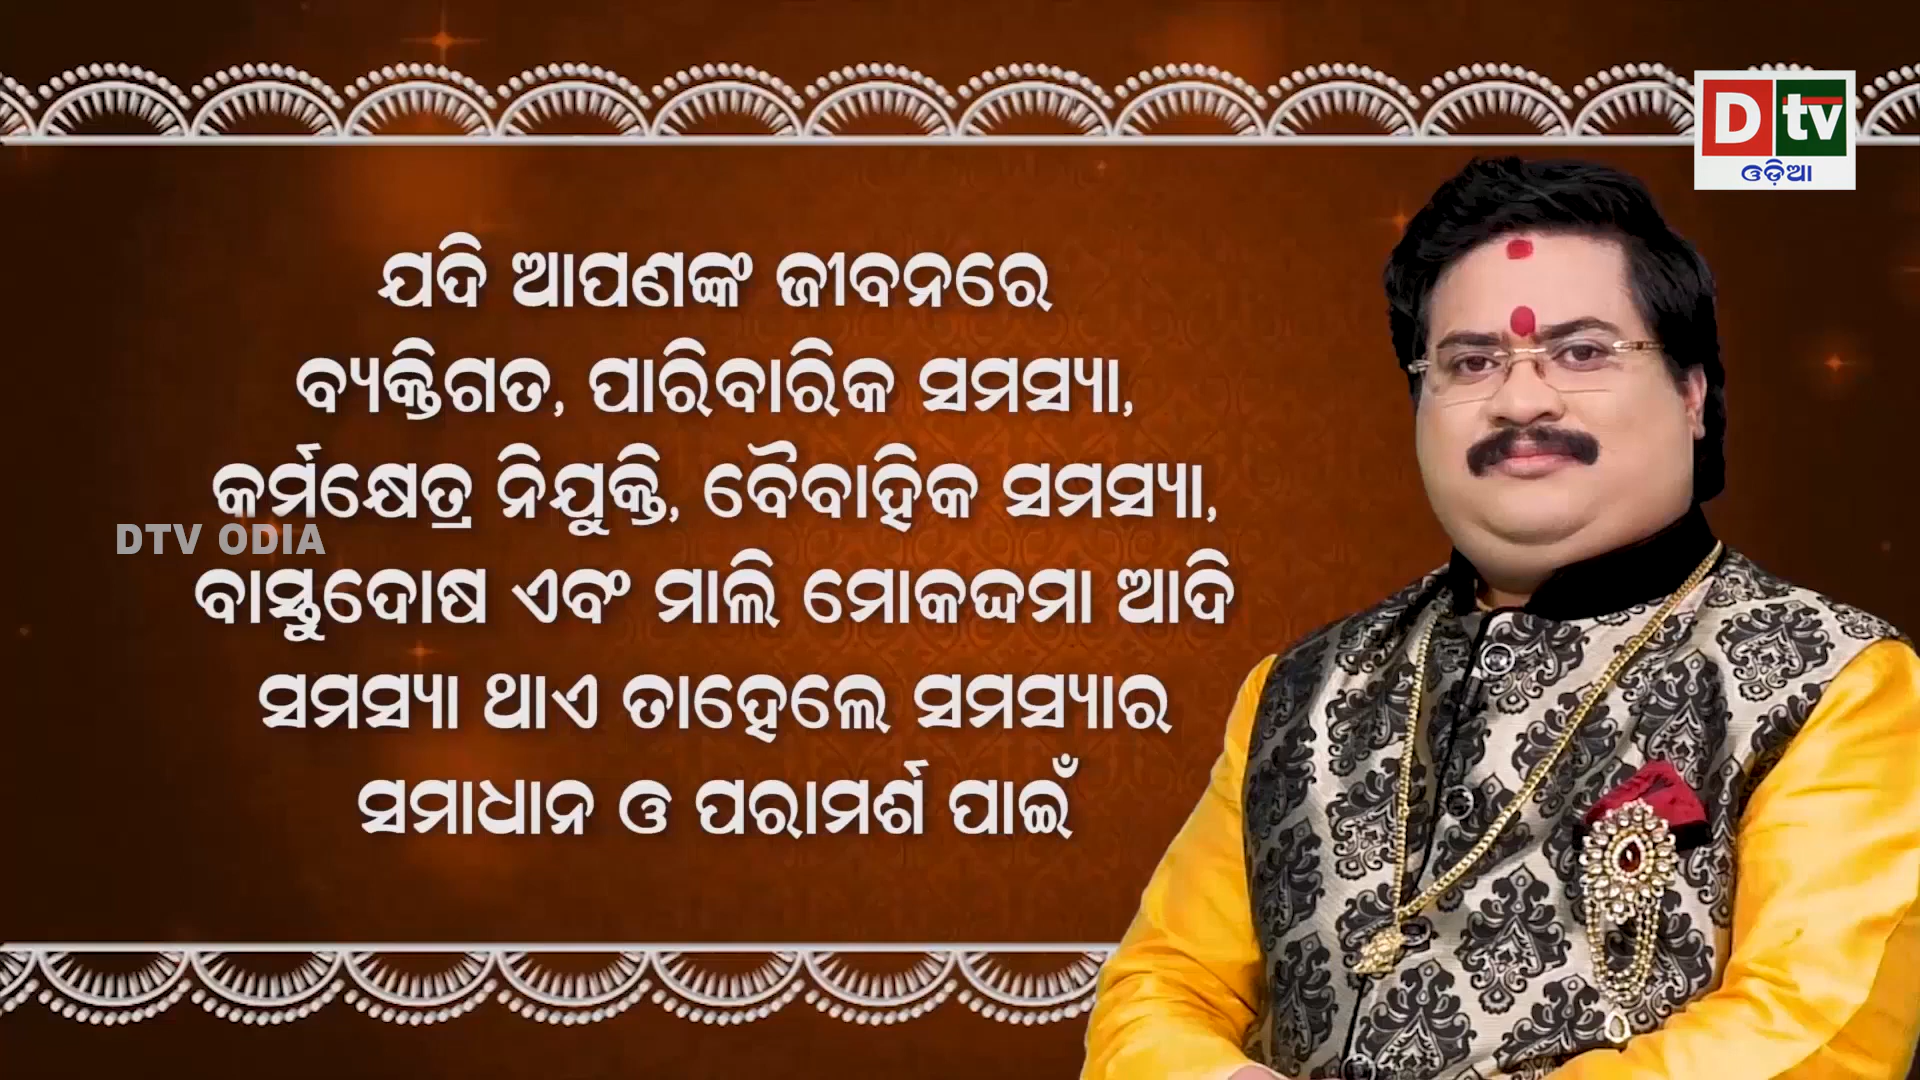 Dtv
ଓଡ଼ିଆ
ଯଦି ଆପଣଙ୍କ ଜୀବନରେ
ବ୍ୟକ୍ତିଗତ, ପାରିବାରିକ ସମସ୍ୟା,
କର୍ମକ୍ଷେତ୍ର ନିଯୁକ୍ତି, ବୈବାହିକ ସମସ୍ୟା,
DTV ODIA
ବାସ୍ତୁଦୋଷ ଏବଂ ମାଲି ମୋକଦ୍ଦମା ଆଦି
ସମସ୍ୟା ଥାଏ ତାହେଲେ ସମସ୍ୟାର
ସମାଧାନ ଓ ପରାମର୍ଶ ପାଇଁ